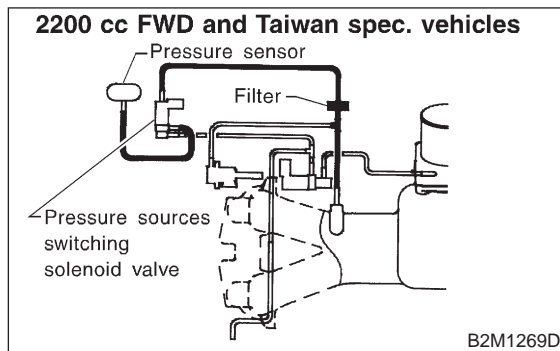 2200 cc FWD and Taiwan spec. vehicles
Pressure sensor
Filter
Pressure sources
switching
solenoid valve
B2M1269D